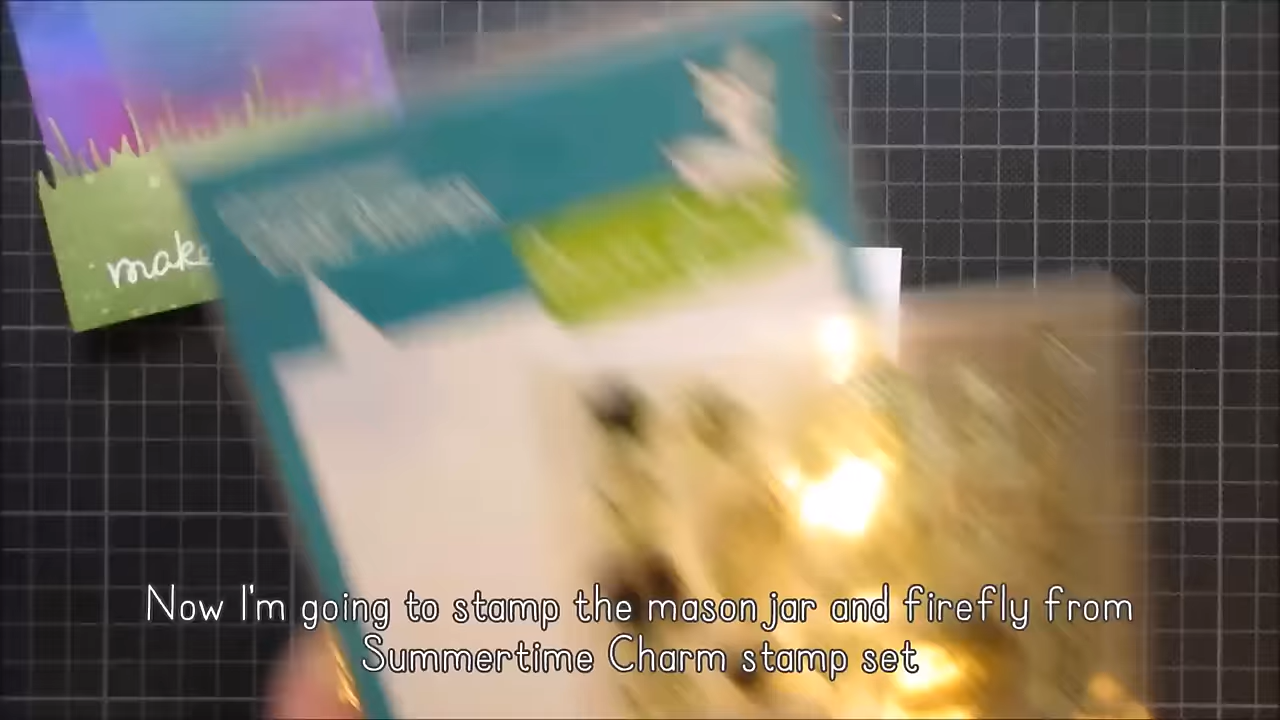 make
Now I'm going to stamp the mason jar and firefly from
Summertime Charm stamp set